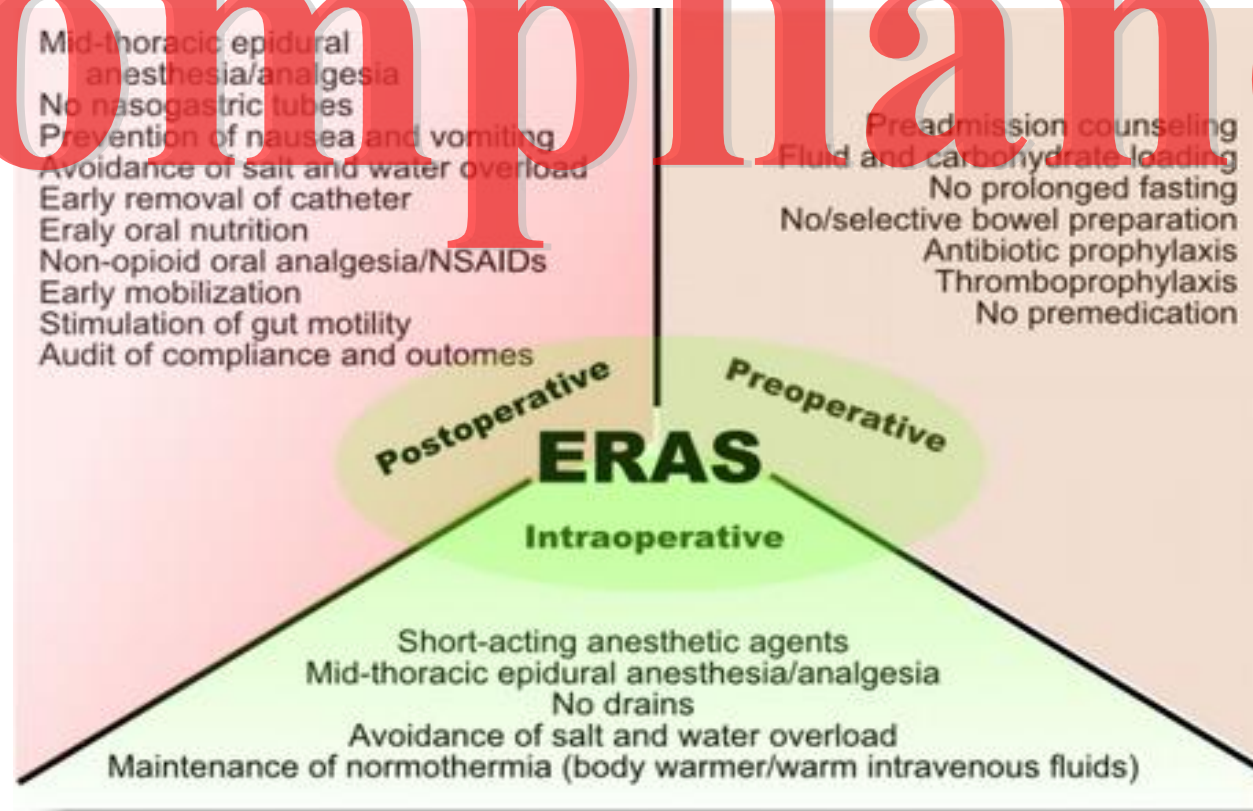 omplianc
Mid-thoracic epidural
anesthesia/analgesia
No nasogastric tubes
Prevention of nausea and vomiting
Avoidance of salt and water overload
Early removal of catheter
Eraly oral nutrition
Non-opioid oral analgesia/NSAIDs
Early mobilization
Stimulation of gut motility
Audit of compliance and outcomes
Preadmission counseling
Fluid and carbohydrate loading
No prolonged fasting
No/selective bowel preparation
Antibiotic prophylaxis
Thromboprophylaxis
No premedication
Postoperative
Preoperative
ERAS
Intraoperative
Short-acting anesthetic agents
Mid-thoracic epidural anesthesia/analgesia
No drains
Avoidance of salt and water overload
Maintenance of normothermia (body warmer/warm intravenous fluids)